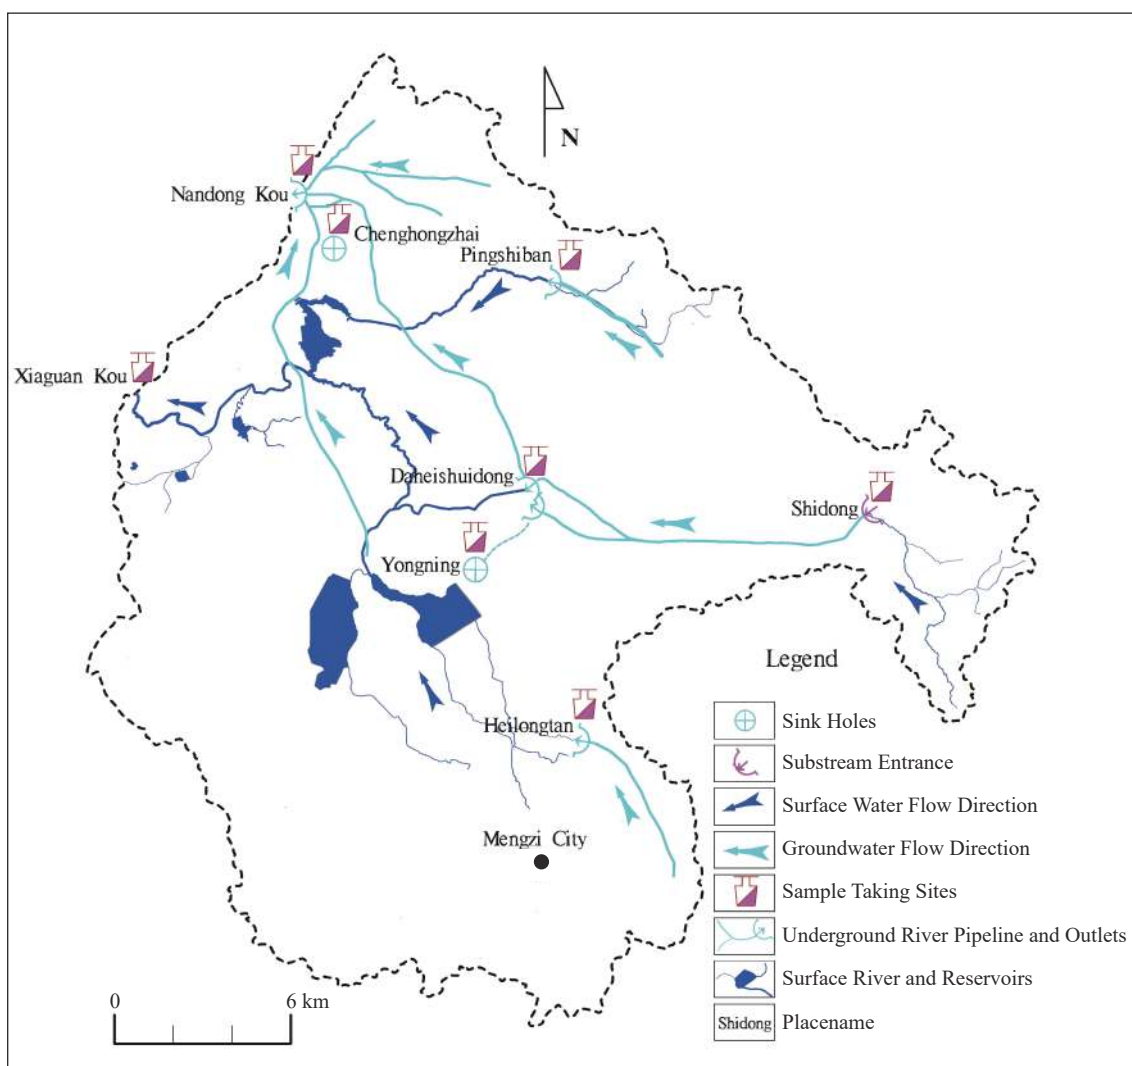 N
Nandong Kou
Chenghongzhai
Pingshiban
Xiaguan Kou
Daheishuidong
Shidong
Yongning
Heilongtan
Mengzi City
Legend
Sink Holes
Substream Entrance
Surface Water Flow Direction
Groundwater Flow Direction
Sample Taking Sites
Underground River Pipeline and Outlets
Surface River and Reservoirs
Shidong Placename
0 6 km